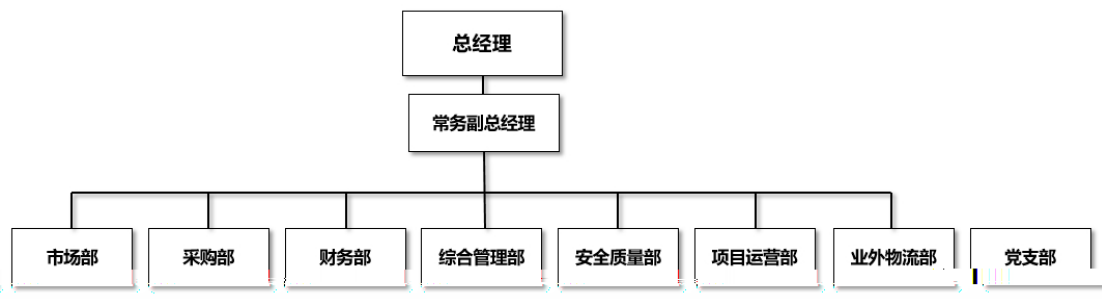 总经理
常务副总经理
市场部
采购部
财务部
综合管理部
安全质量部
项目运营部
业外物流部
党支部